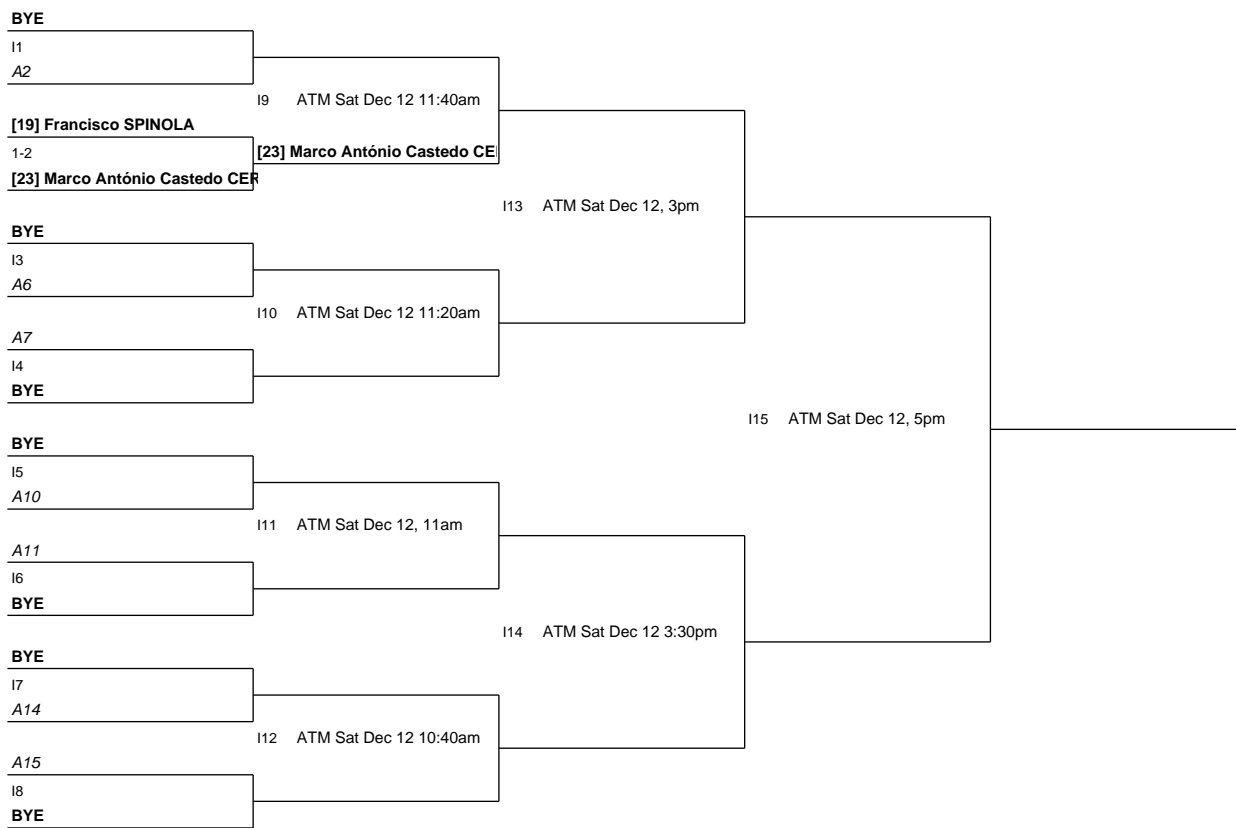 BYE
I1
A2
I9 ATM Sat Dec 12 11:40am
[19] Francisco SPINOLA
1-2
[23] Marco António Castedo CE
[23] Marco António Castedo CER
I13 ATM Sat Dec 12, 3pm
BYE
I3
A6
I10 ATM Sat Dec 12 11:20am
A7
I4
BYE
I15 ATM Sat Dec 12, 5pm
BYE
I5
A10
I11 ATM Sat Dec 12, 11am
A11
I6
BYE
I14 ATM Sat Dec 12 3:30pm
BYE
I7
A14
I12 ATM Sat Dec 12 10:40am
A15
I8
BYE